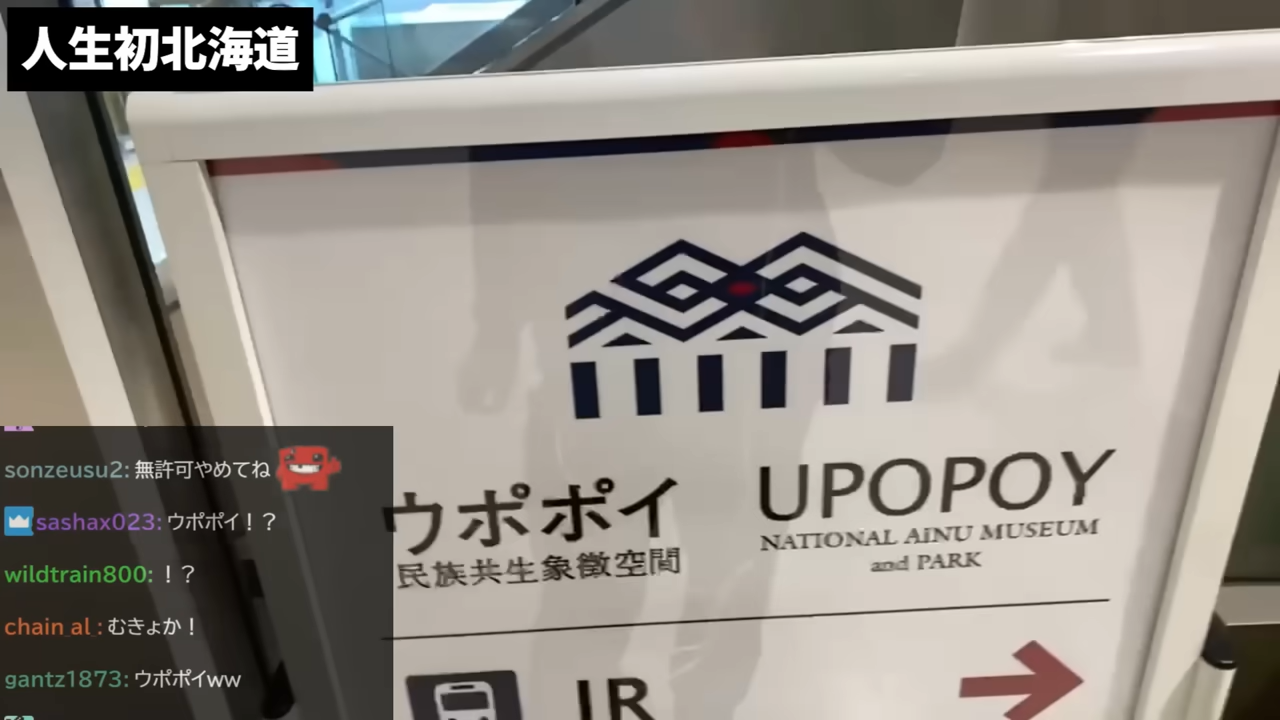 人生初北海道
ウポポイ
民族共生象徴空間
UPOPOY
NATIONAL AiNU MUSEUM
and PARK
JR
sonzeusu2: 無許可やめてね
sashax023: ウポポイ！？
wildtrain800: ！？
chain_al_: むきょか！
gantz1873: ウポポイww